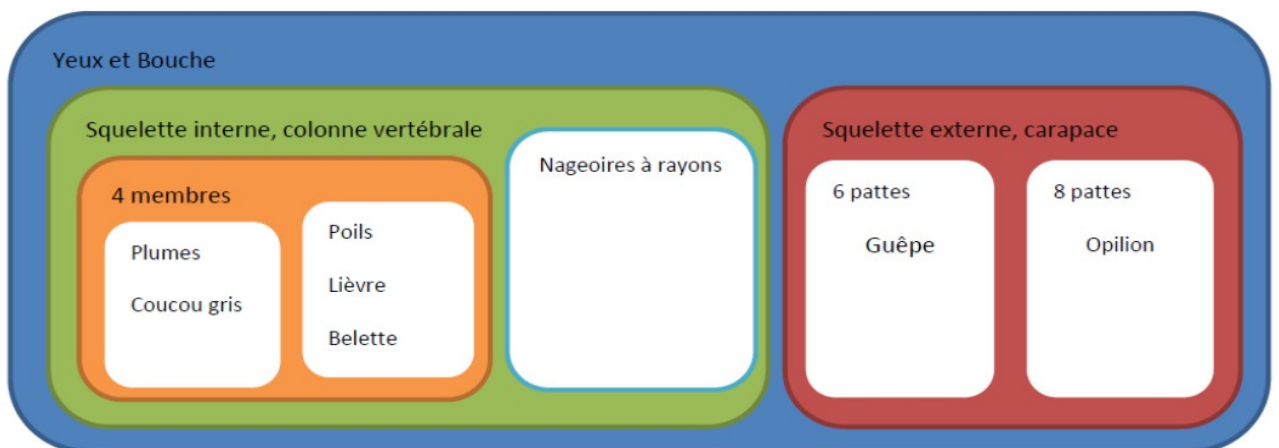 Yeux et Bouche
Squelette interne, colonne vertébrale
4 membres
Plumes
Coucou gris
Poils
Lièvre
Belette
Nageoires à rayons
Squelette externe, carapace
6 pattes
Guêpe
8 pattes
Opilion